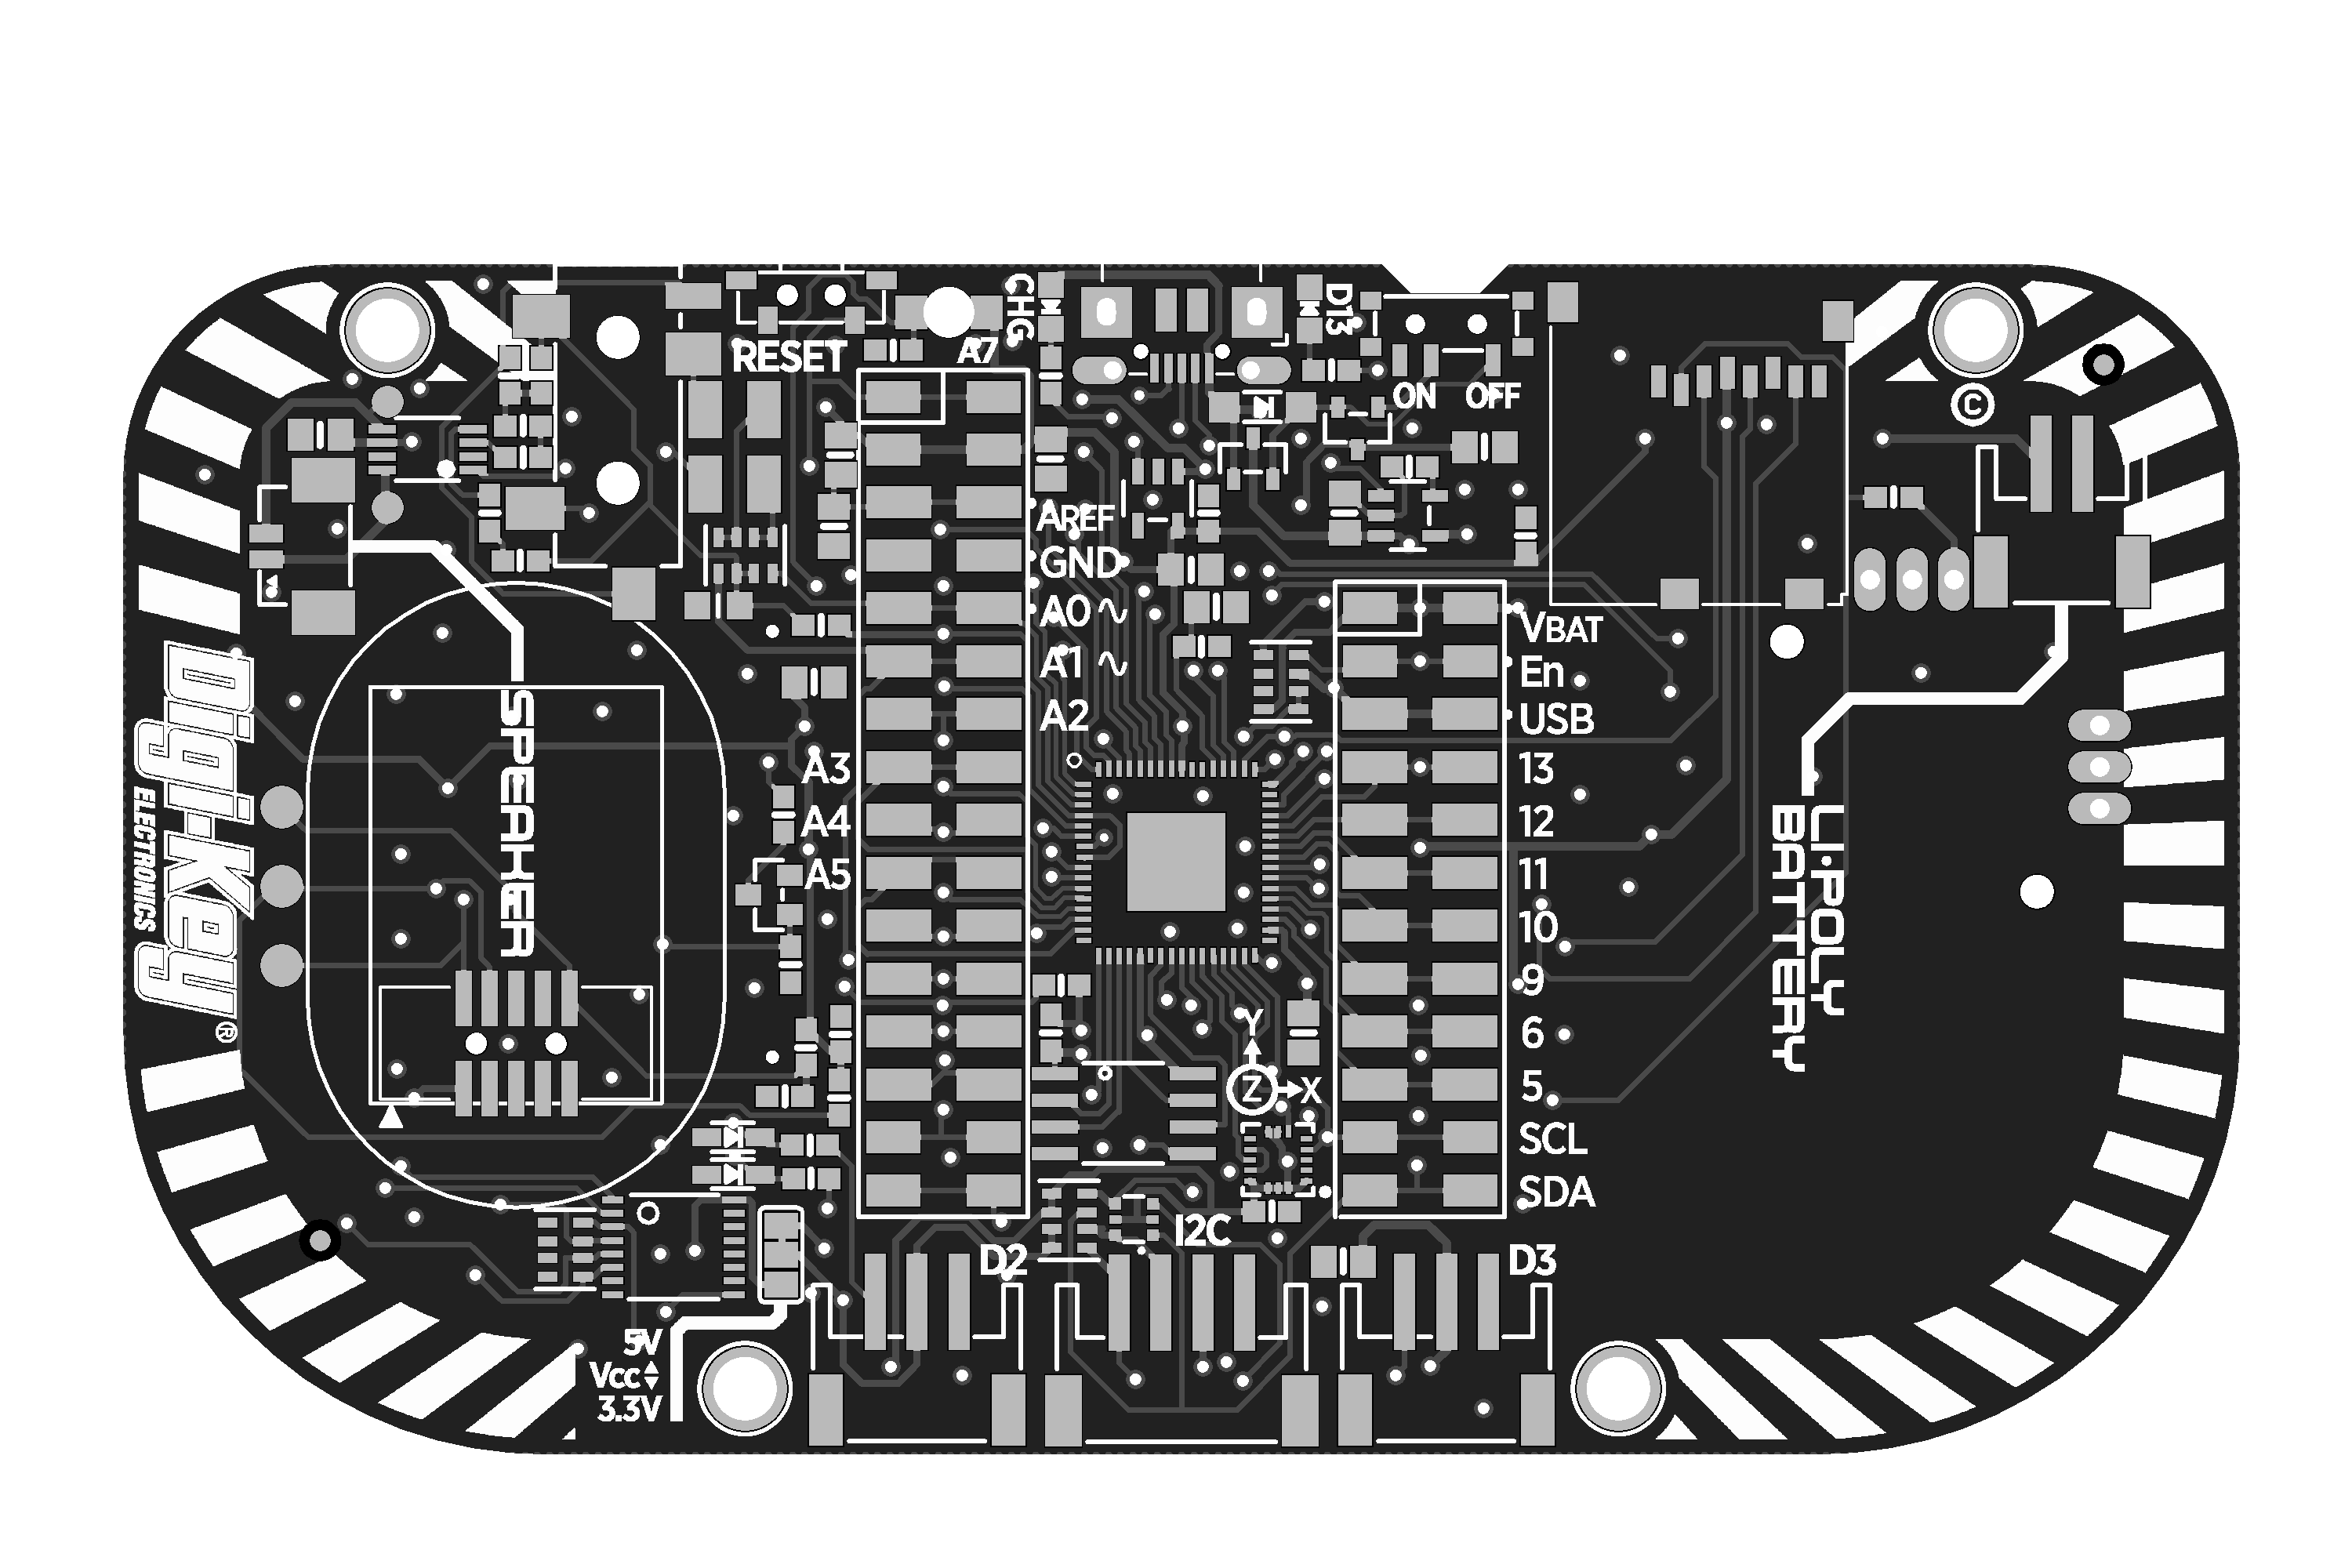 CHG
D13
RESET
A7
ON OFF
©
AREF
GND
A0
A1
A2
A3
A4
A5
VBAT
En
USB
13
12
11
10
9
6
5
SCL
SDA
Digi-Key
ELECTRONICS
®
SPEAKER
LI-POLY
BATTERY
Y
Z X
I2C
D2
D3
5V
Vcc
3.3V